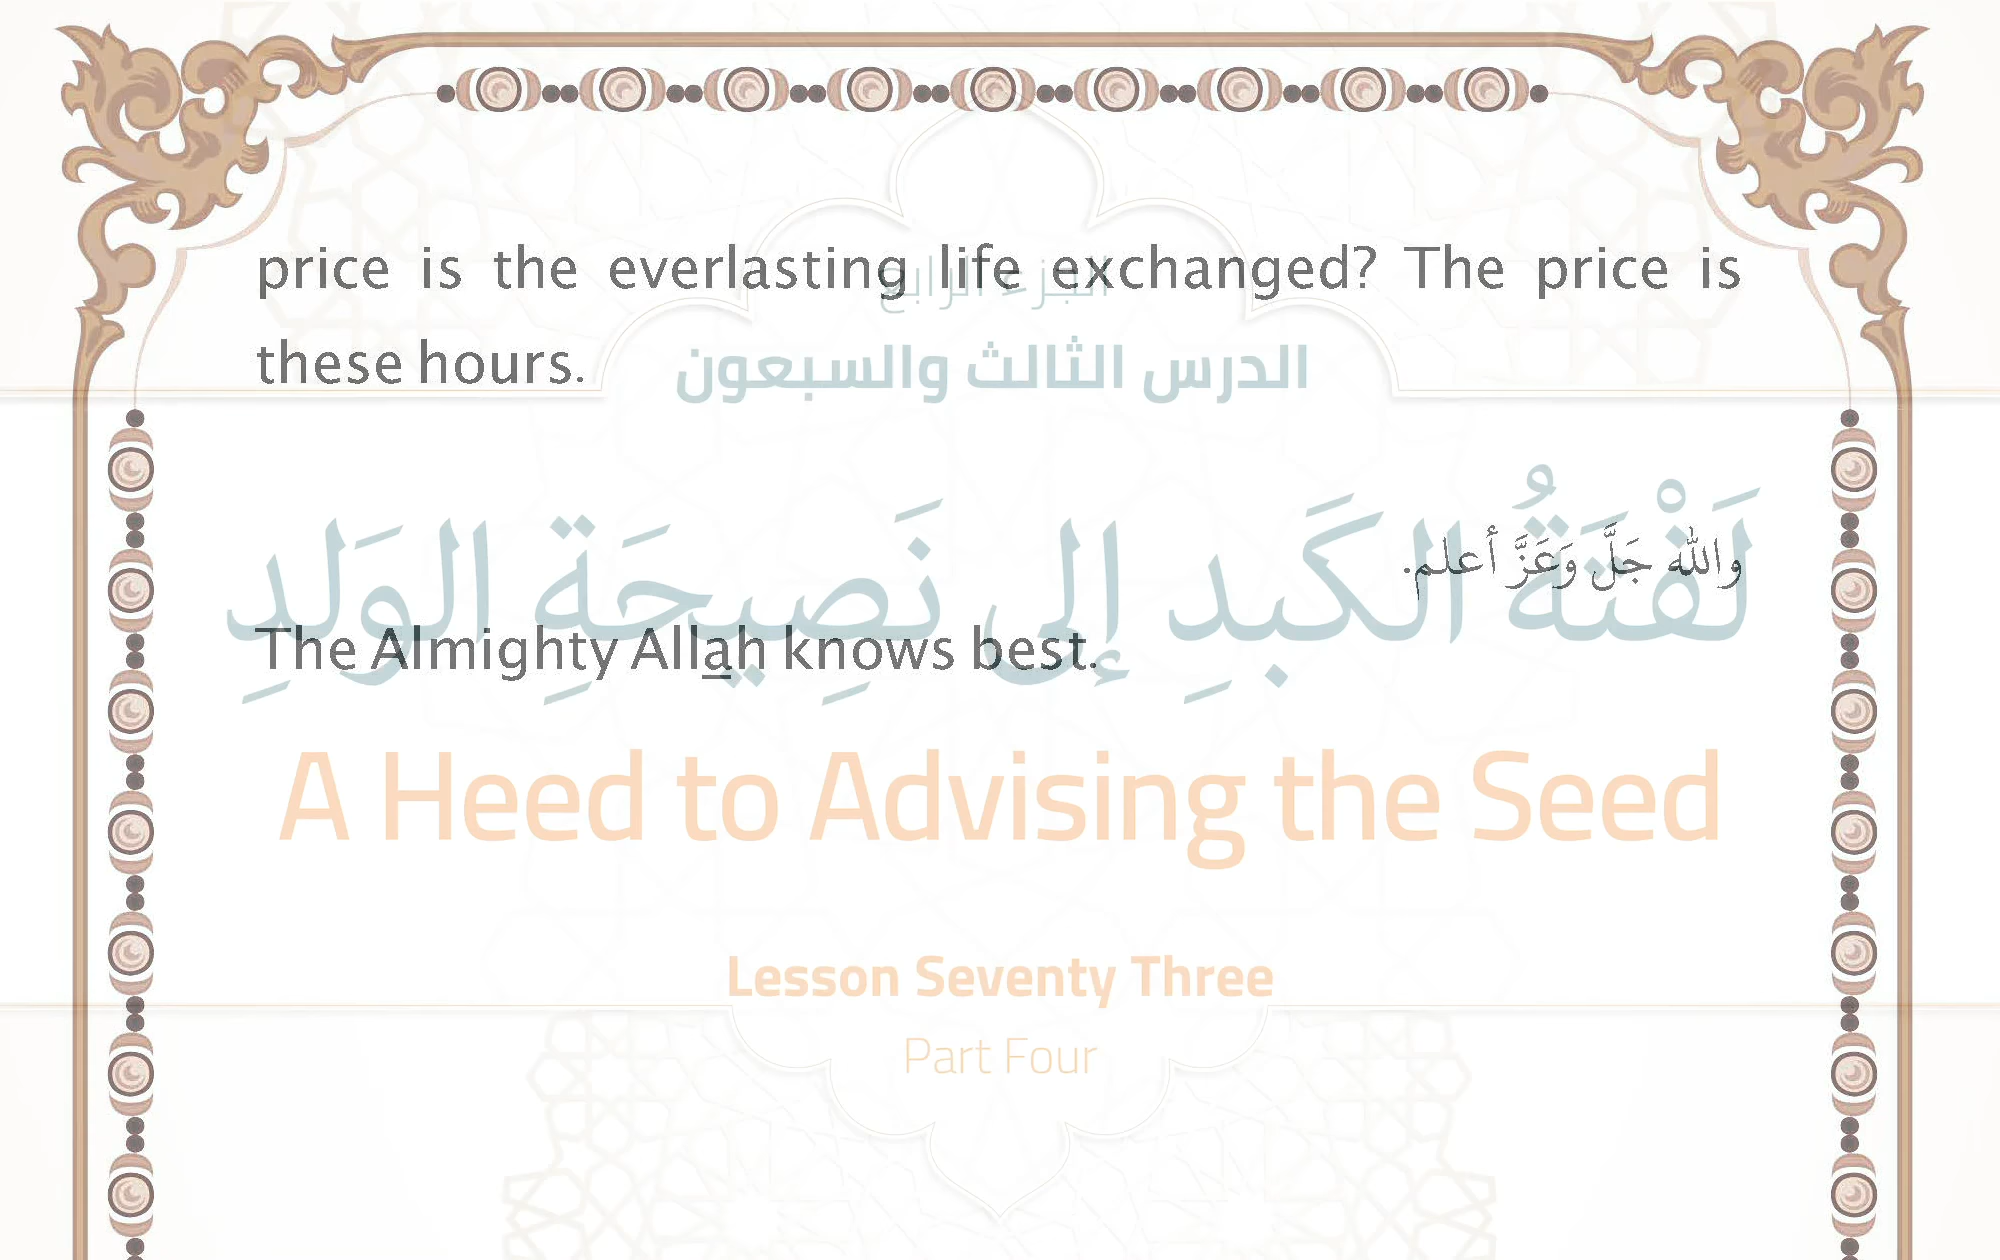 price is the everlasting life exchanged? The price is
these hours.
والله جَلَّ وَعَزَّ أعلم.
The Almighty Allah knows best.
الجزء الرابع
الدرس الثالث والسبعون
لَفْتَةُ الكَبِدِ إلى نَصِيحَةِ الوَلَدِ
A Heed to Advising the Seed
Lesson Seventy Three
Part Four